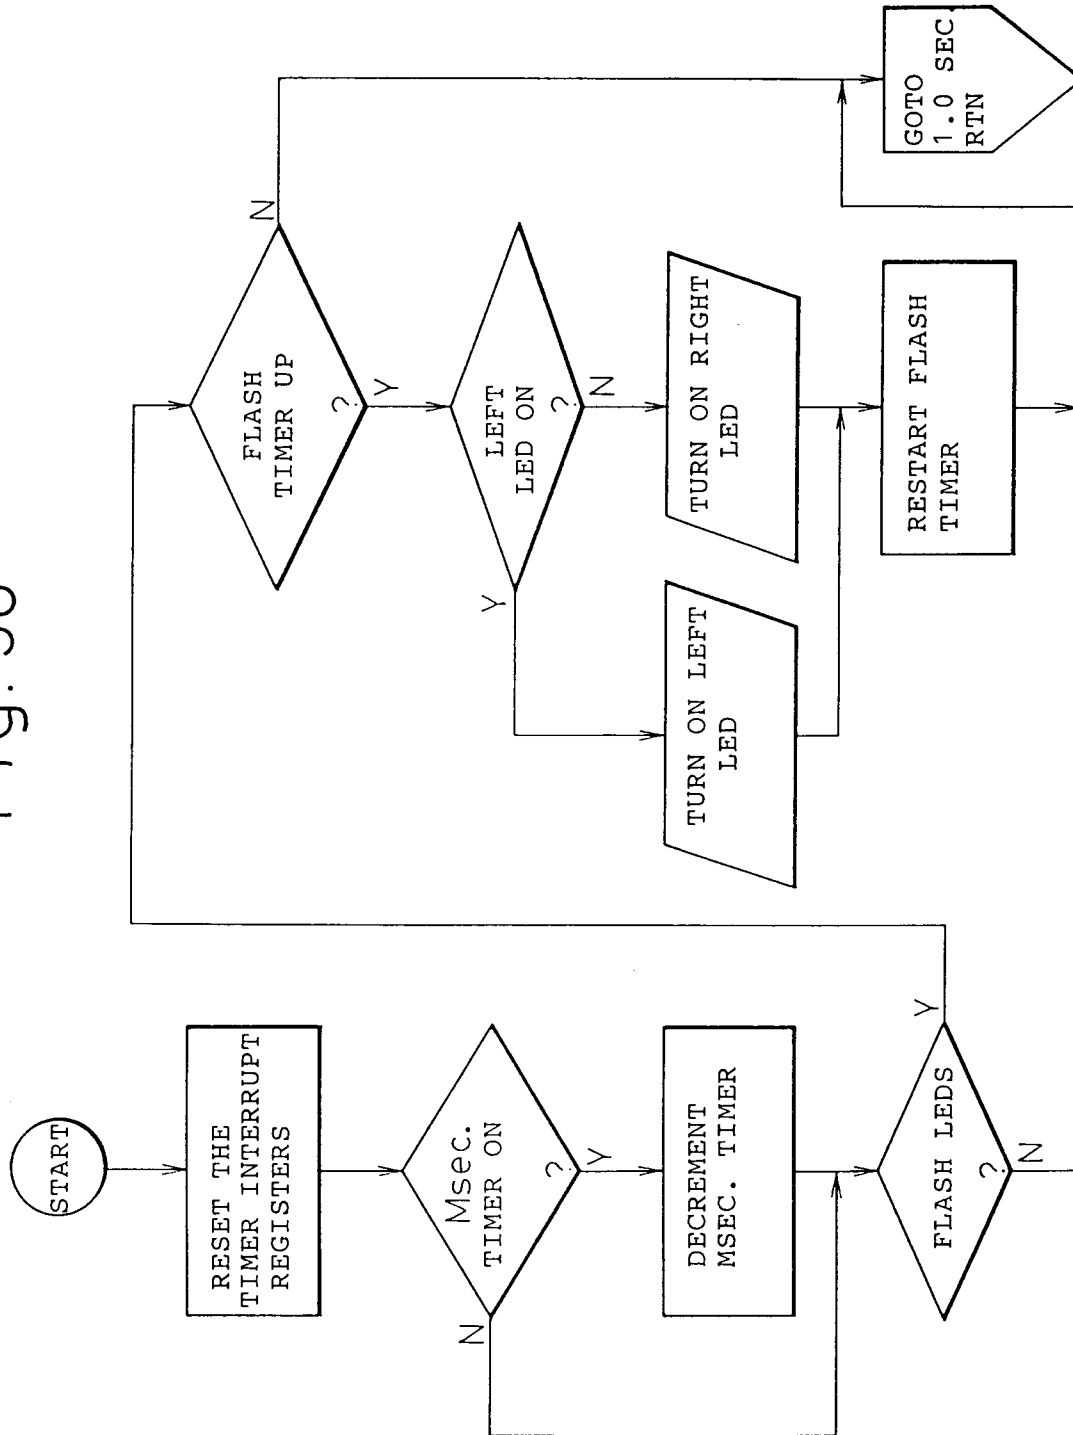 START
RESET THE
TIMER INTERRUPT
REGISTERS
Msec.
TIMER ON
?
N
Y
DECREMENT
MSEC. TIMER
FLASH LEDS
?
Y
N
FLASH
TIMER UP
?
N
Y
LEFT
LED ON
?
Y
N
TURN ON LEFT
LED
TURN ON RIGHT
LED
RESTART FLASH
TIMER
GOTO
1.0 SEC.
RTN